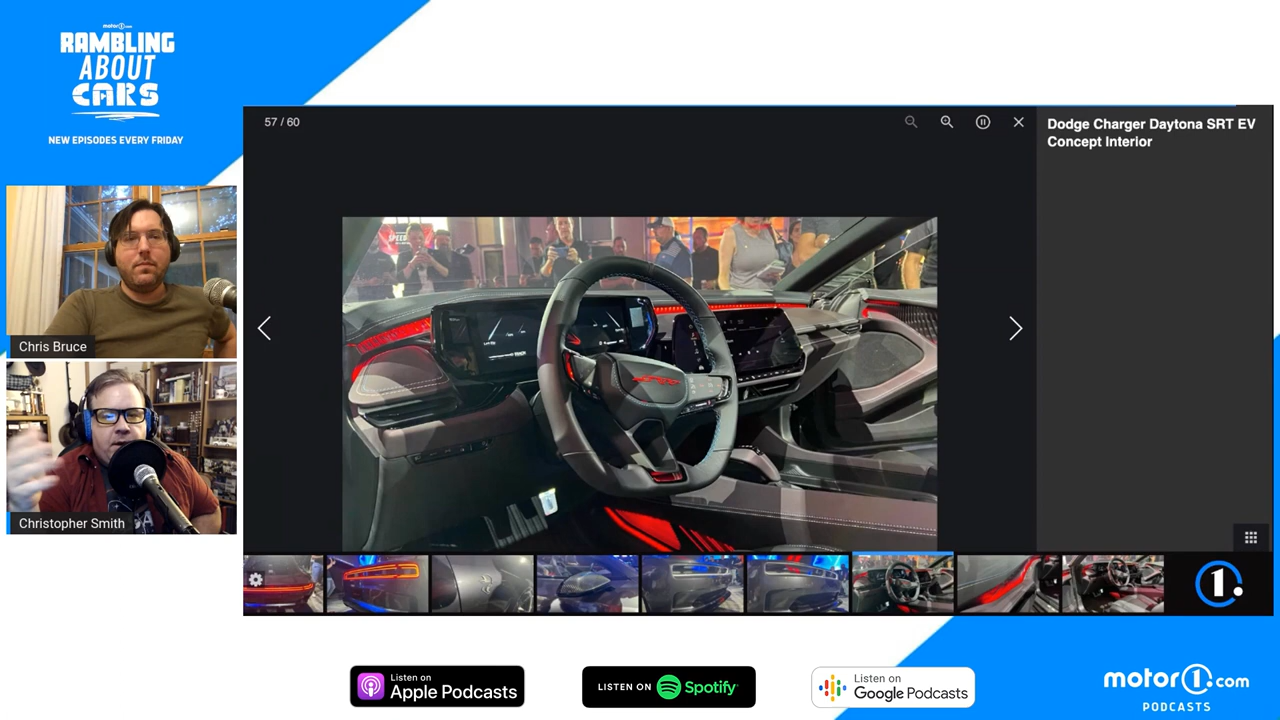 motor1.com
RAMBLING
ABOUT
CARS
NEW EPISODES EVERY FRIDAY
57 / 60
Dodge Charger Daytona SRT EV
Concept Interior
Chris Bruce
Christopher Smith
1.
Listen on
Apple Podcasts
LISTEN ON
Spotify
Listen on
Google Podcasts
motor1.com
PODCASTS